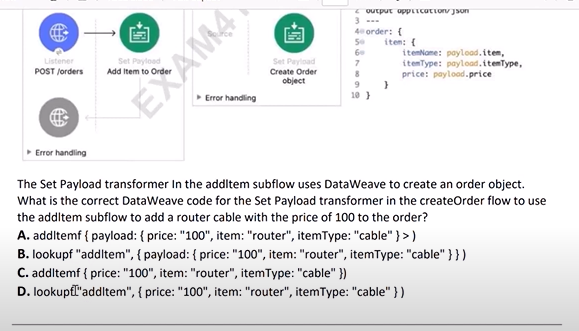 2 output application/json
3 ---
4 order: {
5 item: {
6 itemName: payload.item,
7 itemType: payload.itemType,
8 price: payload.price
9 }
10 }
Source
Listener
POST /orders
Set Payload
Add Item to Order
Set Payload
Create Order
object
Error handling
Error handling
EXAM4
The Set Payload transformer In the addItem subflow uses DataWeave to create an order object.
What is the correct DataWeave code for the Set Payload transformer in the createOrder flow to use
the addItem subflow to add a router cable with the price of 100 to the order?
A. addItemf { payload: { price: "100", item: "router", itemType: "cable" } > )
B. lookupf "addItem", { payload: { price: "100", item: "router", itemType: "cable" } } )
C. addItemf { price: "100", item: "router", itemType: "cable" })
D. lookupf["addItem", { price: "100", item: "router", itemType: "cable" } )